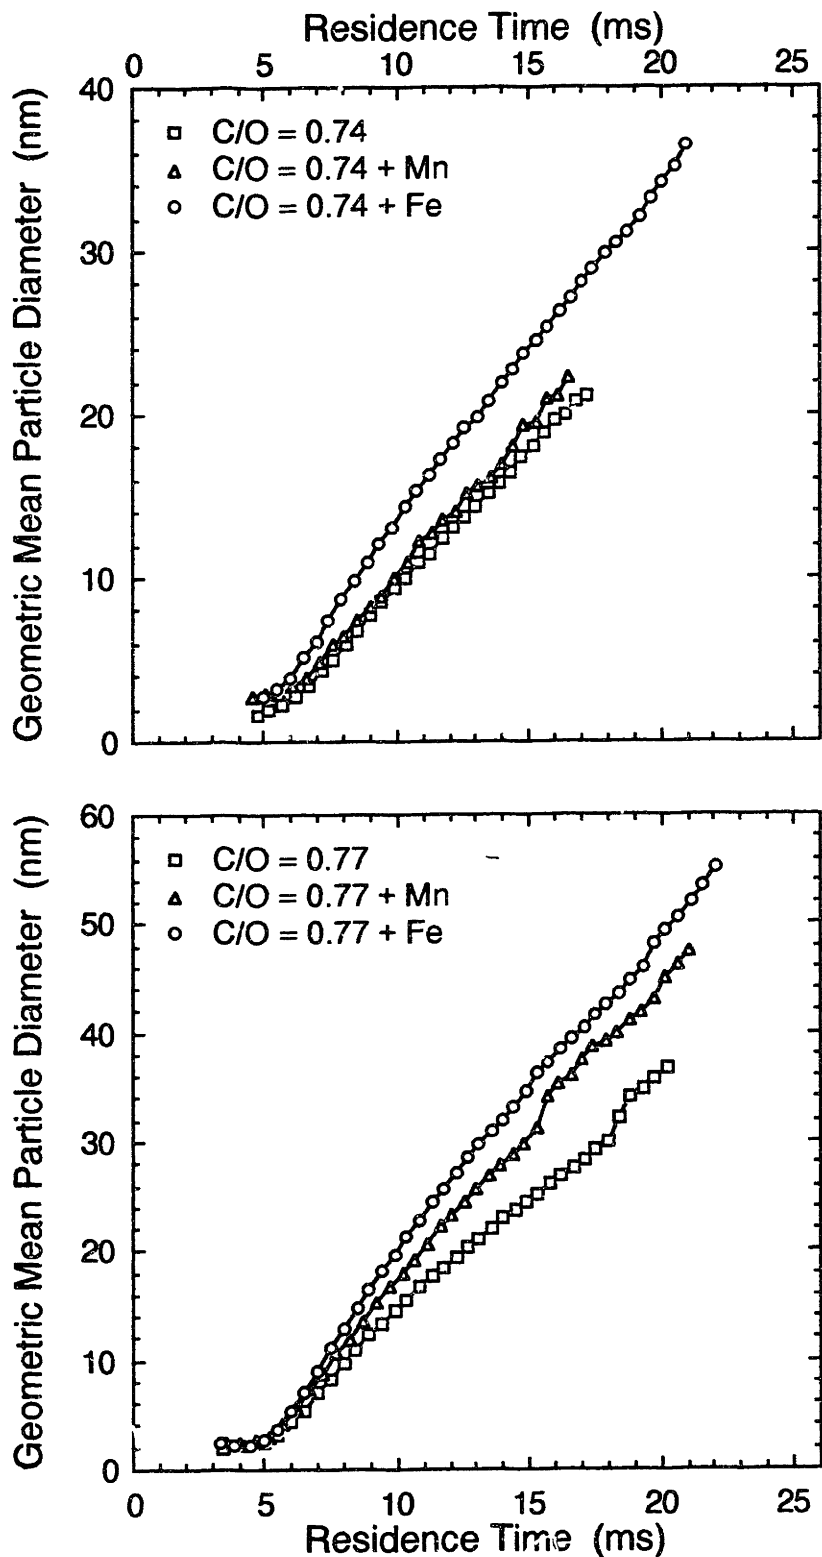 Residence Time (ms)
0 5 10 15 20 25
Geometric Mean Particle Diameter (nm)
40
30
20
10
0
C/O = 0.74
C/O = 0.74 + Mn
C/O = 0.74 + Fe
Geometric Mean Particle Diameter (nm)
60
50
40
30
20
10
0
C/O = 0.77
C/O = 0.77 + Mn
C/O = 0.77 + Fe
0 5 10 15 20 25
Residence Time (ms)